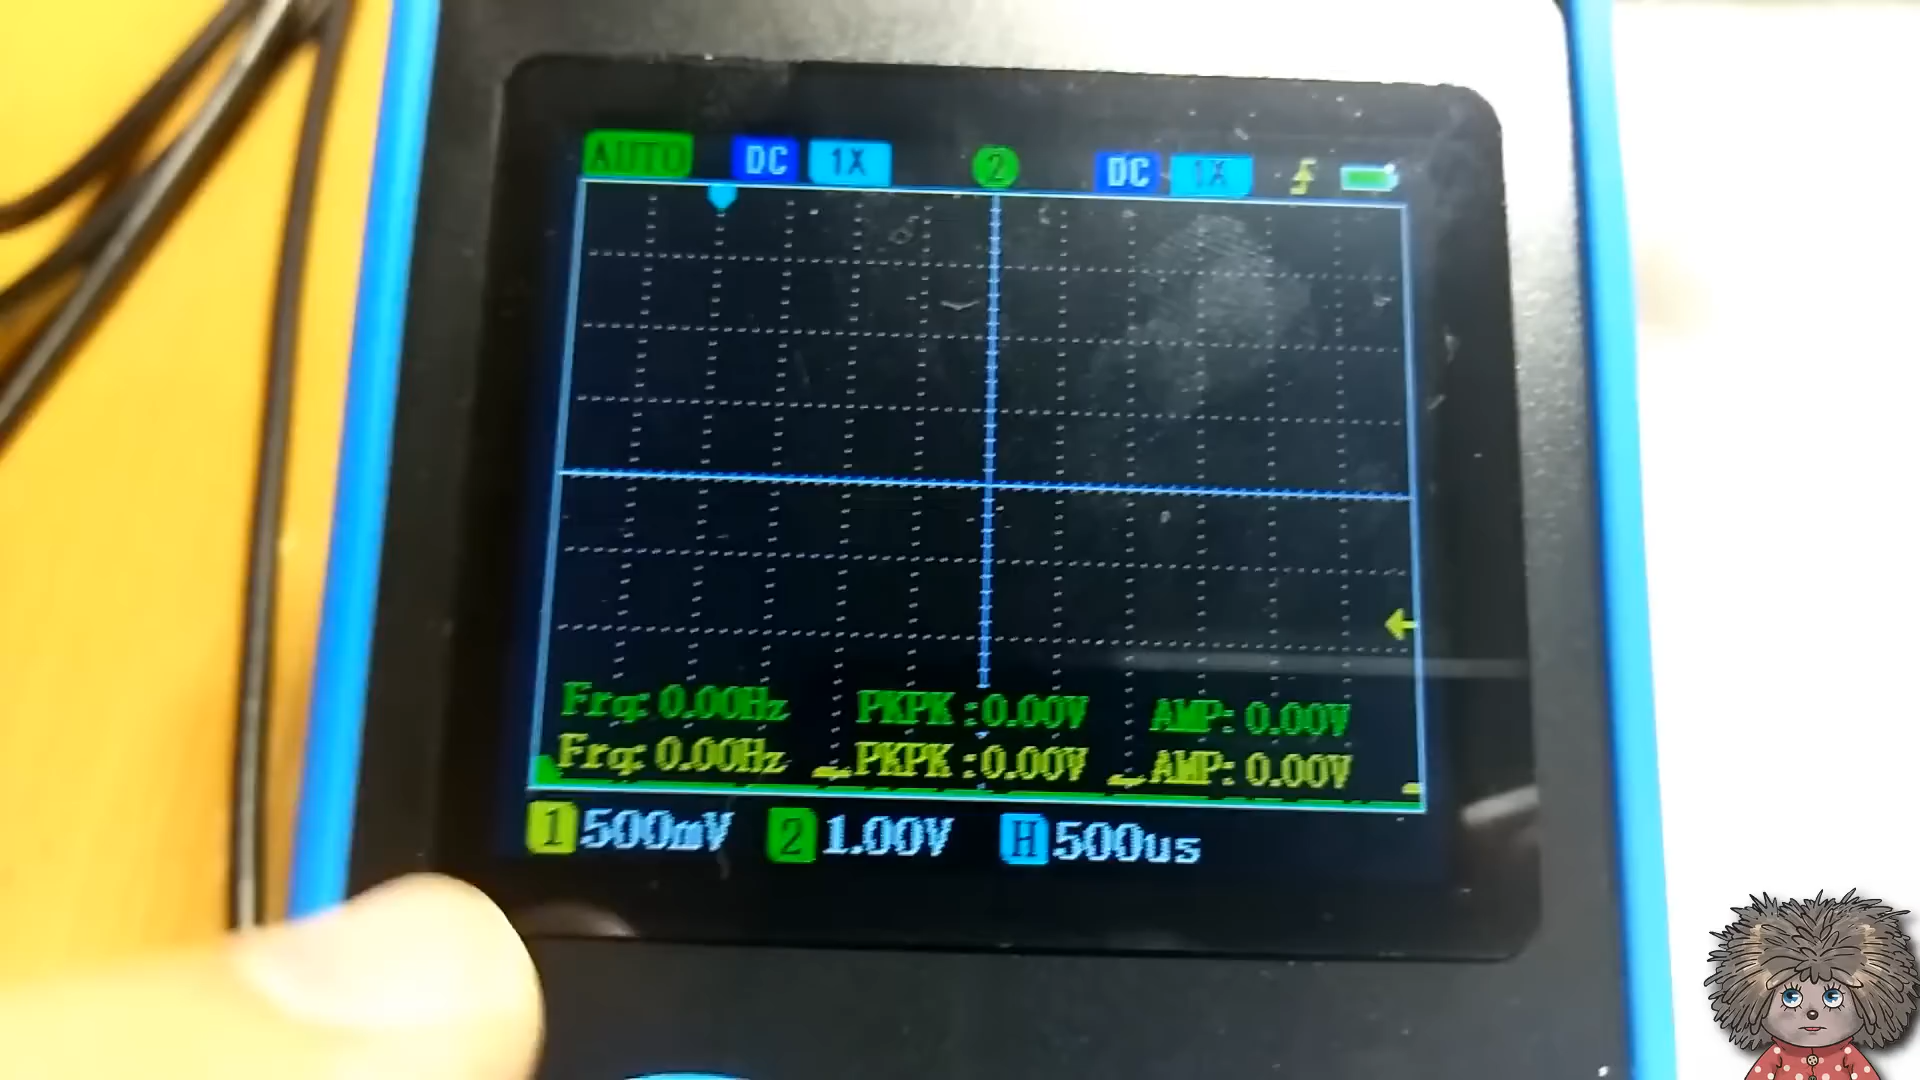 AUTO DC 1X 2 DC 1X
Frq: 0.00Hz PKPK :0.00V AMP: 0.00V
Frq: 0.00Hz PKPK :0.00V AMP: 0.00V
1 500mV 2 1.00V H 500us